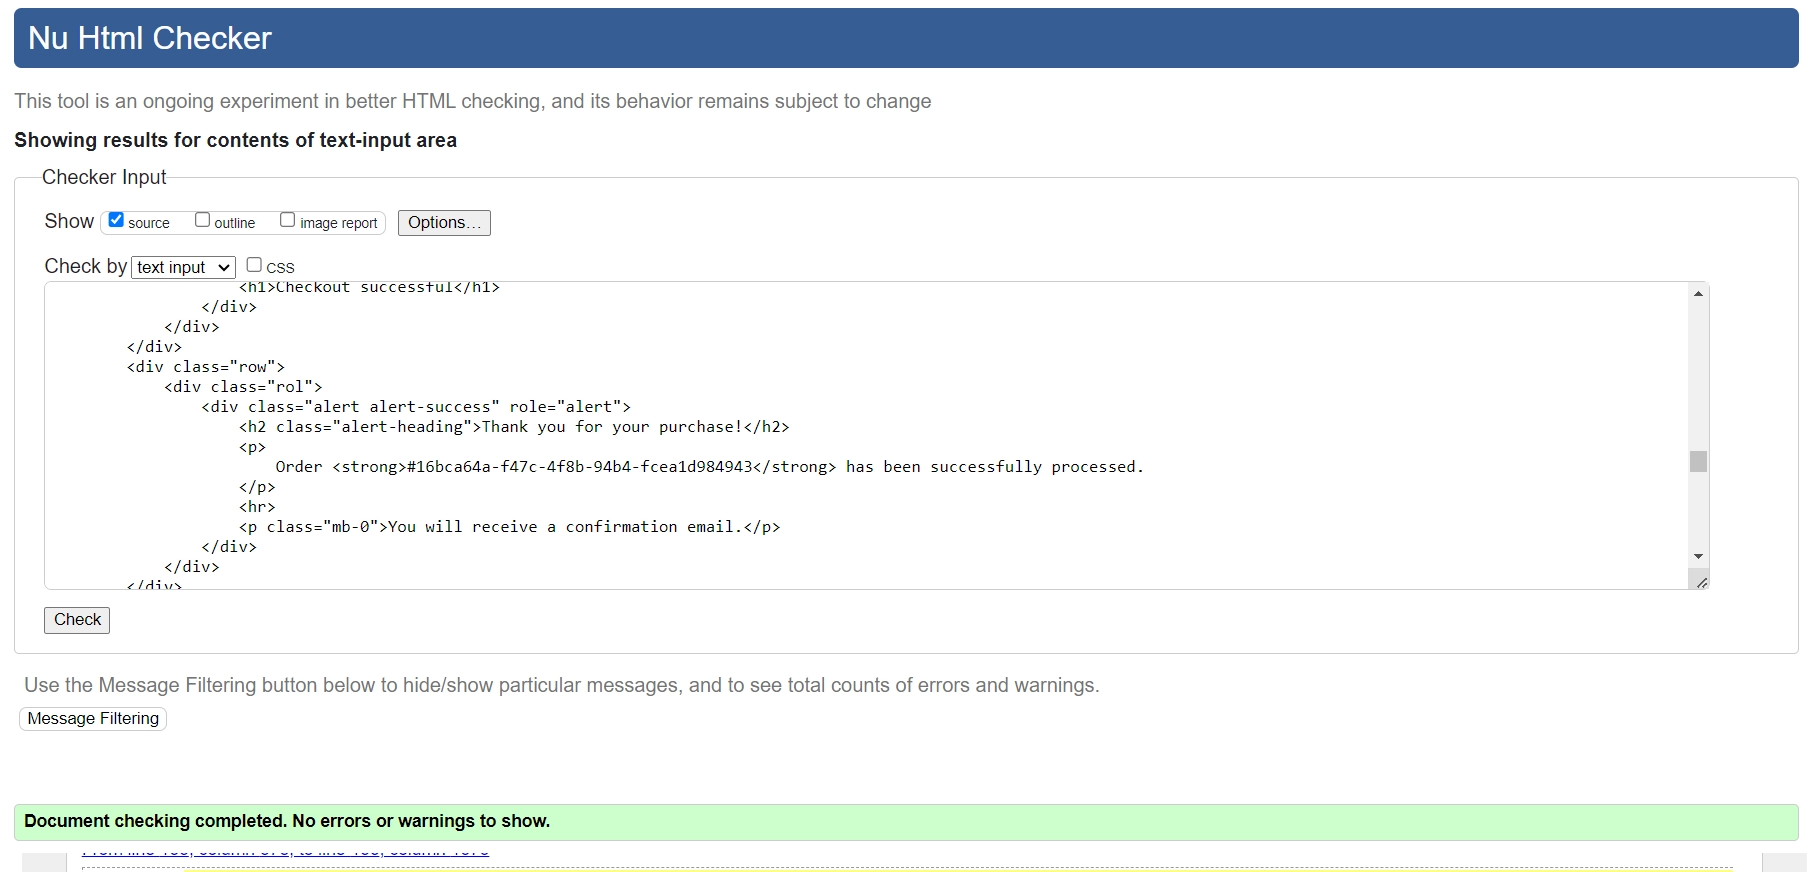 Nu Html Checker
This tool is an ongoing experiment in better HTML checking, and its behavior remains subject to change
Showing results for contents of text-input area
Checker Input
Show source outline image report Options...
Check by text input CSS
<h1>Checkout successful</h1>
</div>
</div>
</div>
<div class="row">
<div class="rol">
<div class="alert alert-success" role="alert">
<h2 class="alert-heading">Thank you for your purchase!</h2>
<p>
Order <strong>#16bca64a-f47c-4f8b-94b4-fcea1d984943</strong> has been successfully processed.
</p>
<hr>
<p class="mb-0">You will receive a confirmation email.</p>
</div>
</div>
</div>
Check
Use the Message Filtering button below to hide/show particular messages, and to see total counts of errors and warnings.
Message Filtering
Document checking completed. No errors or warnings to show.